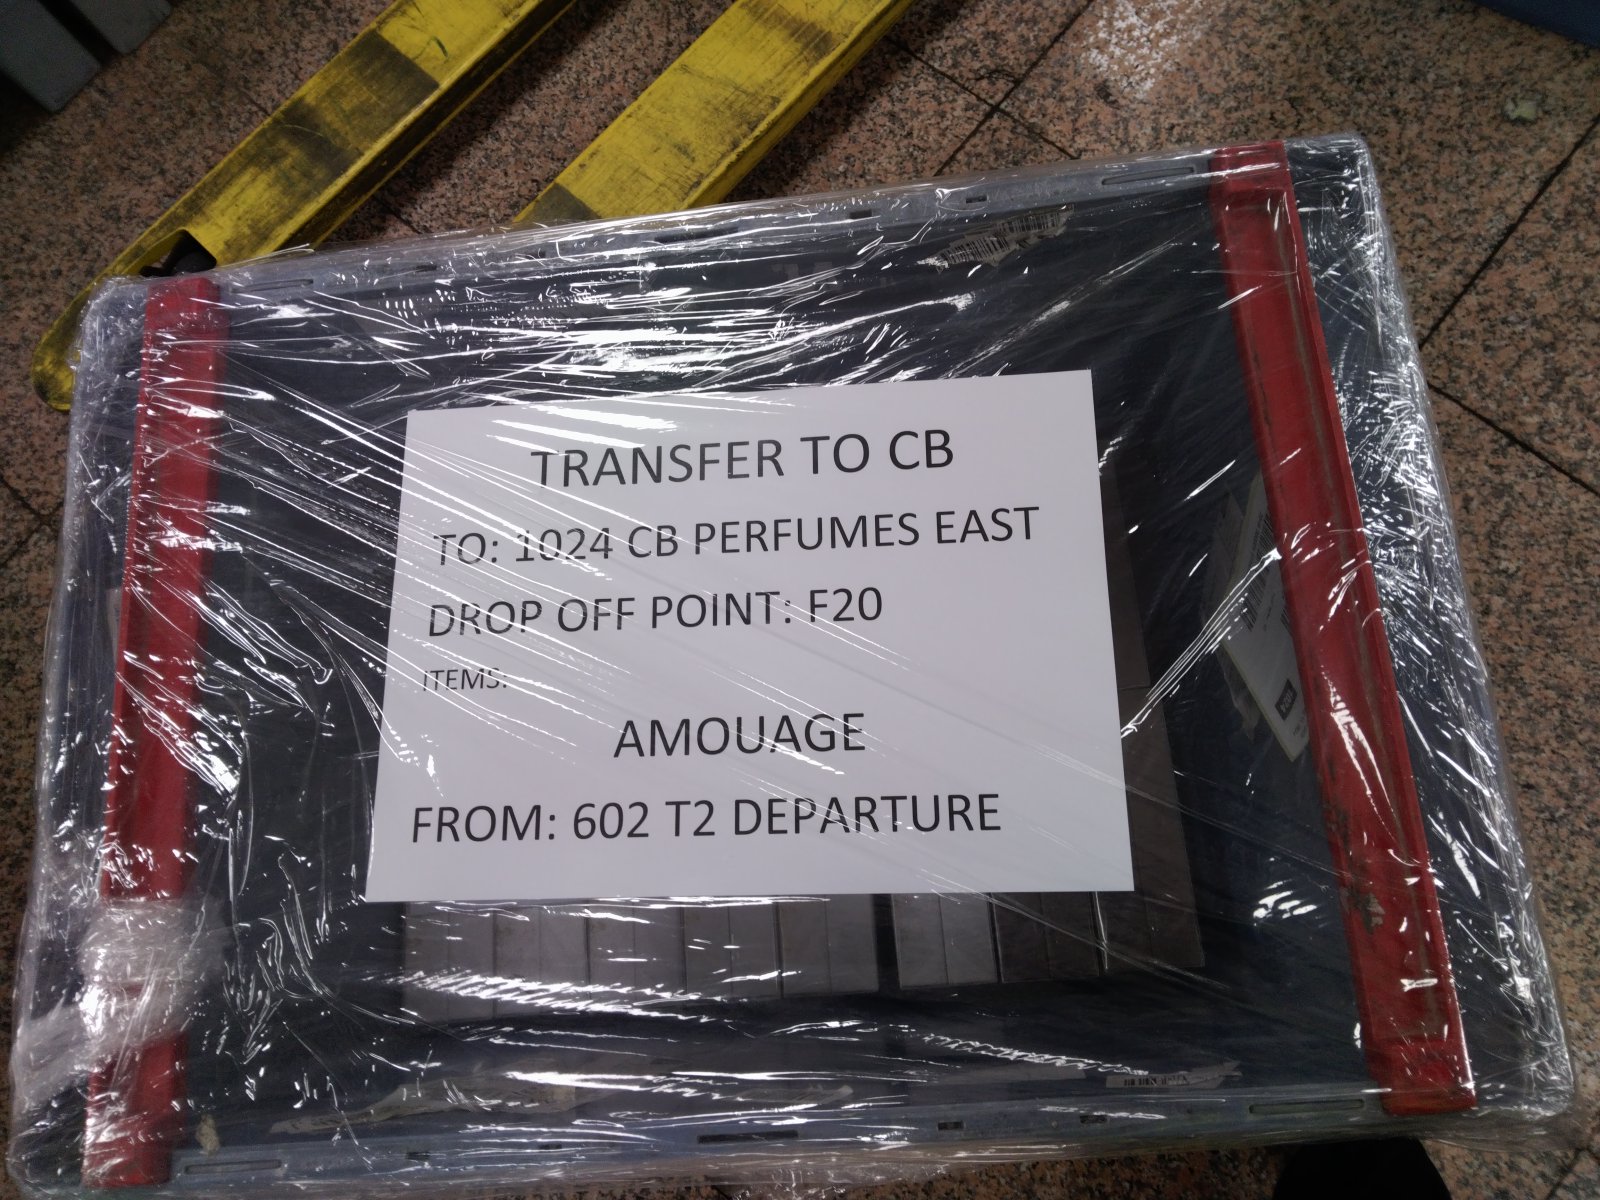 TRANSFER TO CB
TO: 1024 CB PERFUMES EAST
DROP OFF POINT: F20
ITEMS:
AMOUAGE
FROM: 602 T2 DEPARTURE